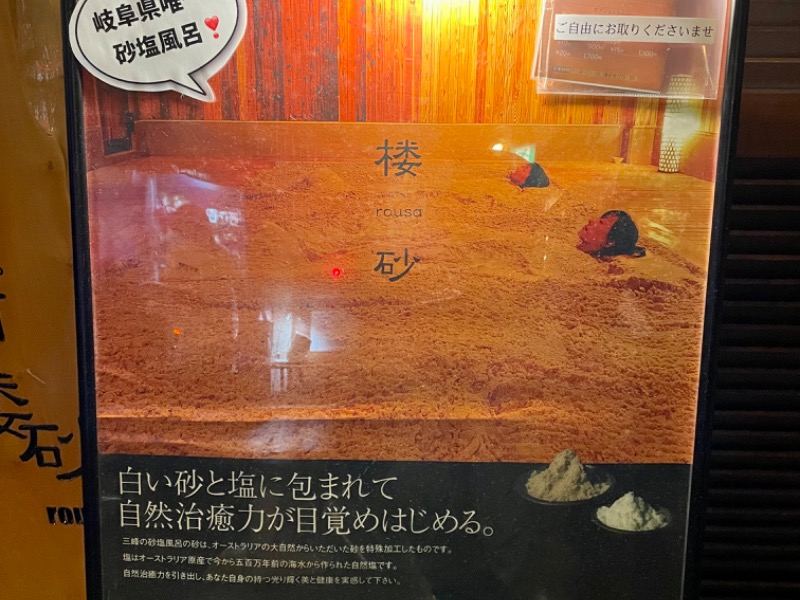 岐阜県唯
砂塩風呂❣
ご自由にお取りくださいませ
楼
rousa
砂
白い砂と塩に包まれて
自然治癒力が目覚めはじめる。
三峰の砂塩風呂の砂は、オーストラリアの大自然からいただいた砂を特殊加工したものです。
塩はオーストラリア原産で今から五百万年前の海水から作られた自然塩です。
自然治癒力を引き出し、あなた自身の持つ光り輝く美と健康を実感して下さい。
砂
rou